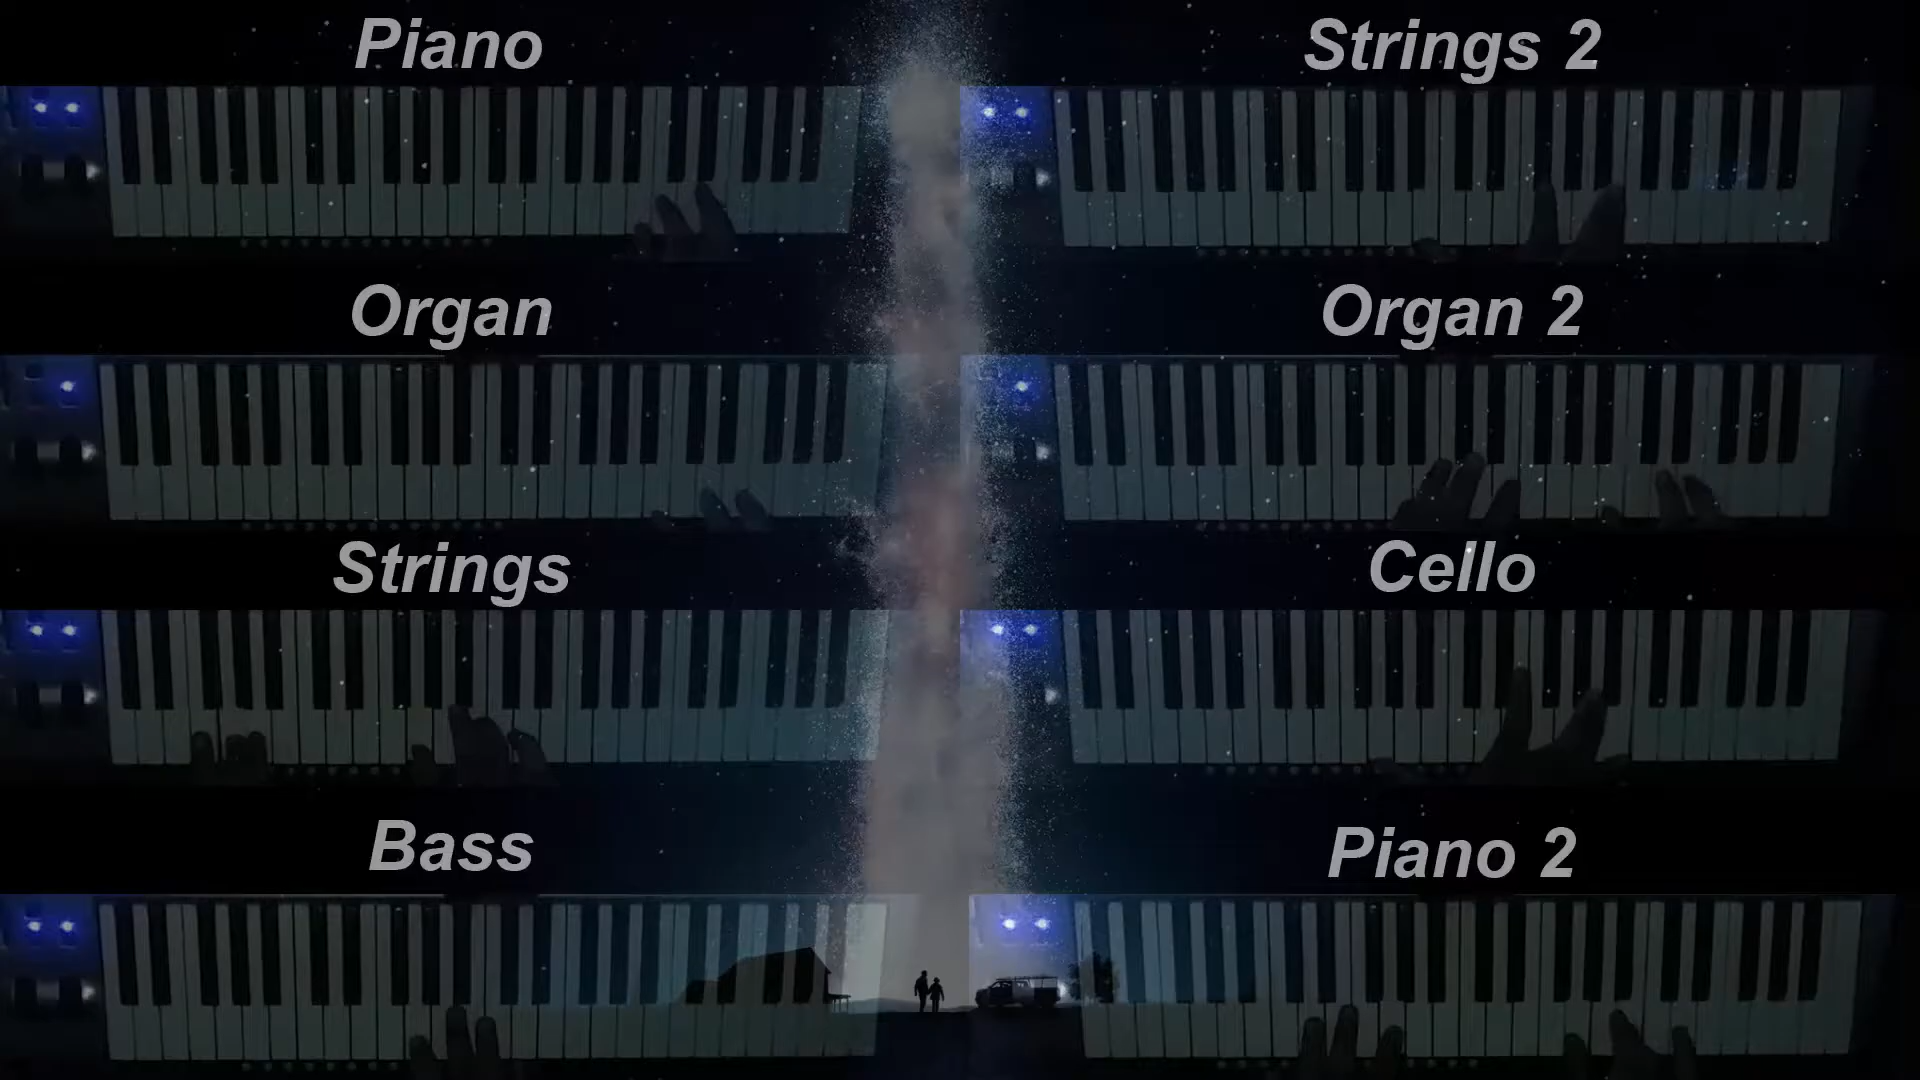 Piano
Strings 2
Organ
Organ 2
Strings
Cello
Bass
Piano 2